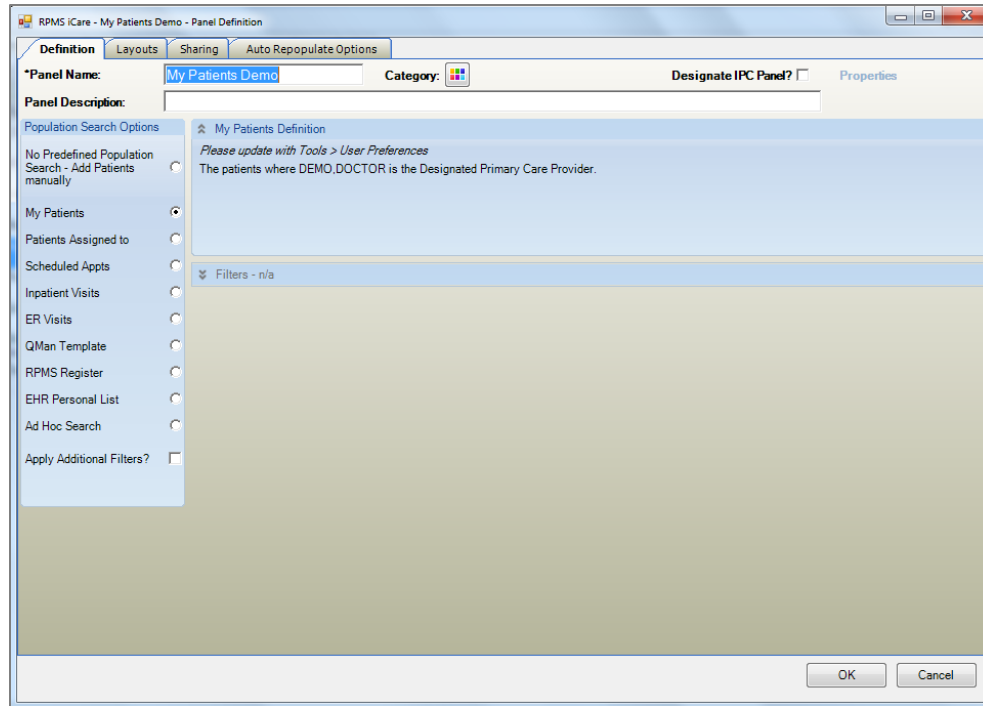 RPMS iCare - My Patients Demo - Panel Definition
Definition Layouts Sharing Auto Repopulate Options
*Panel Name: My Patients Demo Category: Designate IPC Panel? Properties
Panel Description:
Population Search Options
My Patients Definition
No Predefined Population
Search - Add Patients
manually
Please update with Tools > User Preferences
The patients where DEMO,DOCTOR is the Designated Primary Care Provider.
My Patients
Patients Assigned to
Scheduled Appts
Filters - n/a
Inpatient Visits
ER Visits
QMan Template
RPMS Register
EHR Personal List
Ad Hoc Search
Apply Additional Filters?
OK Cancel